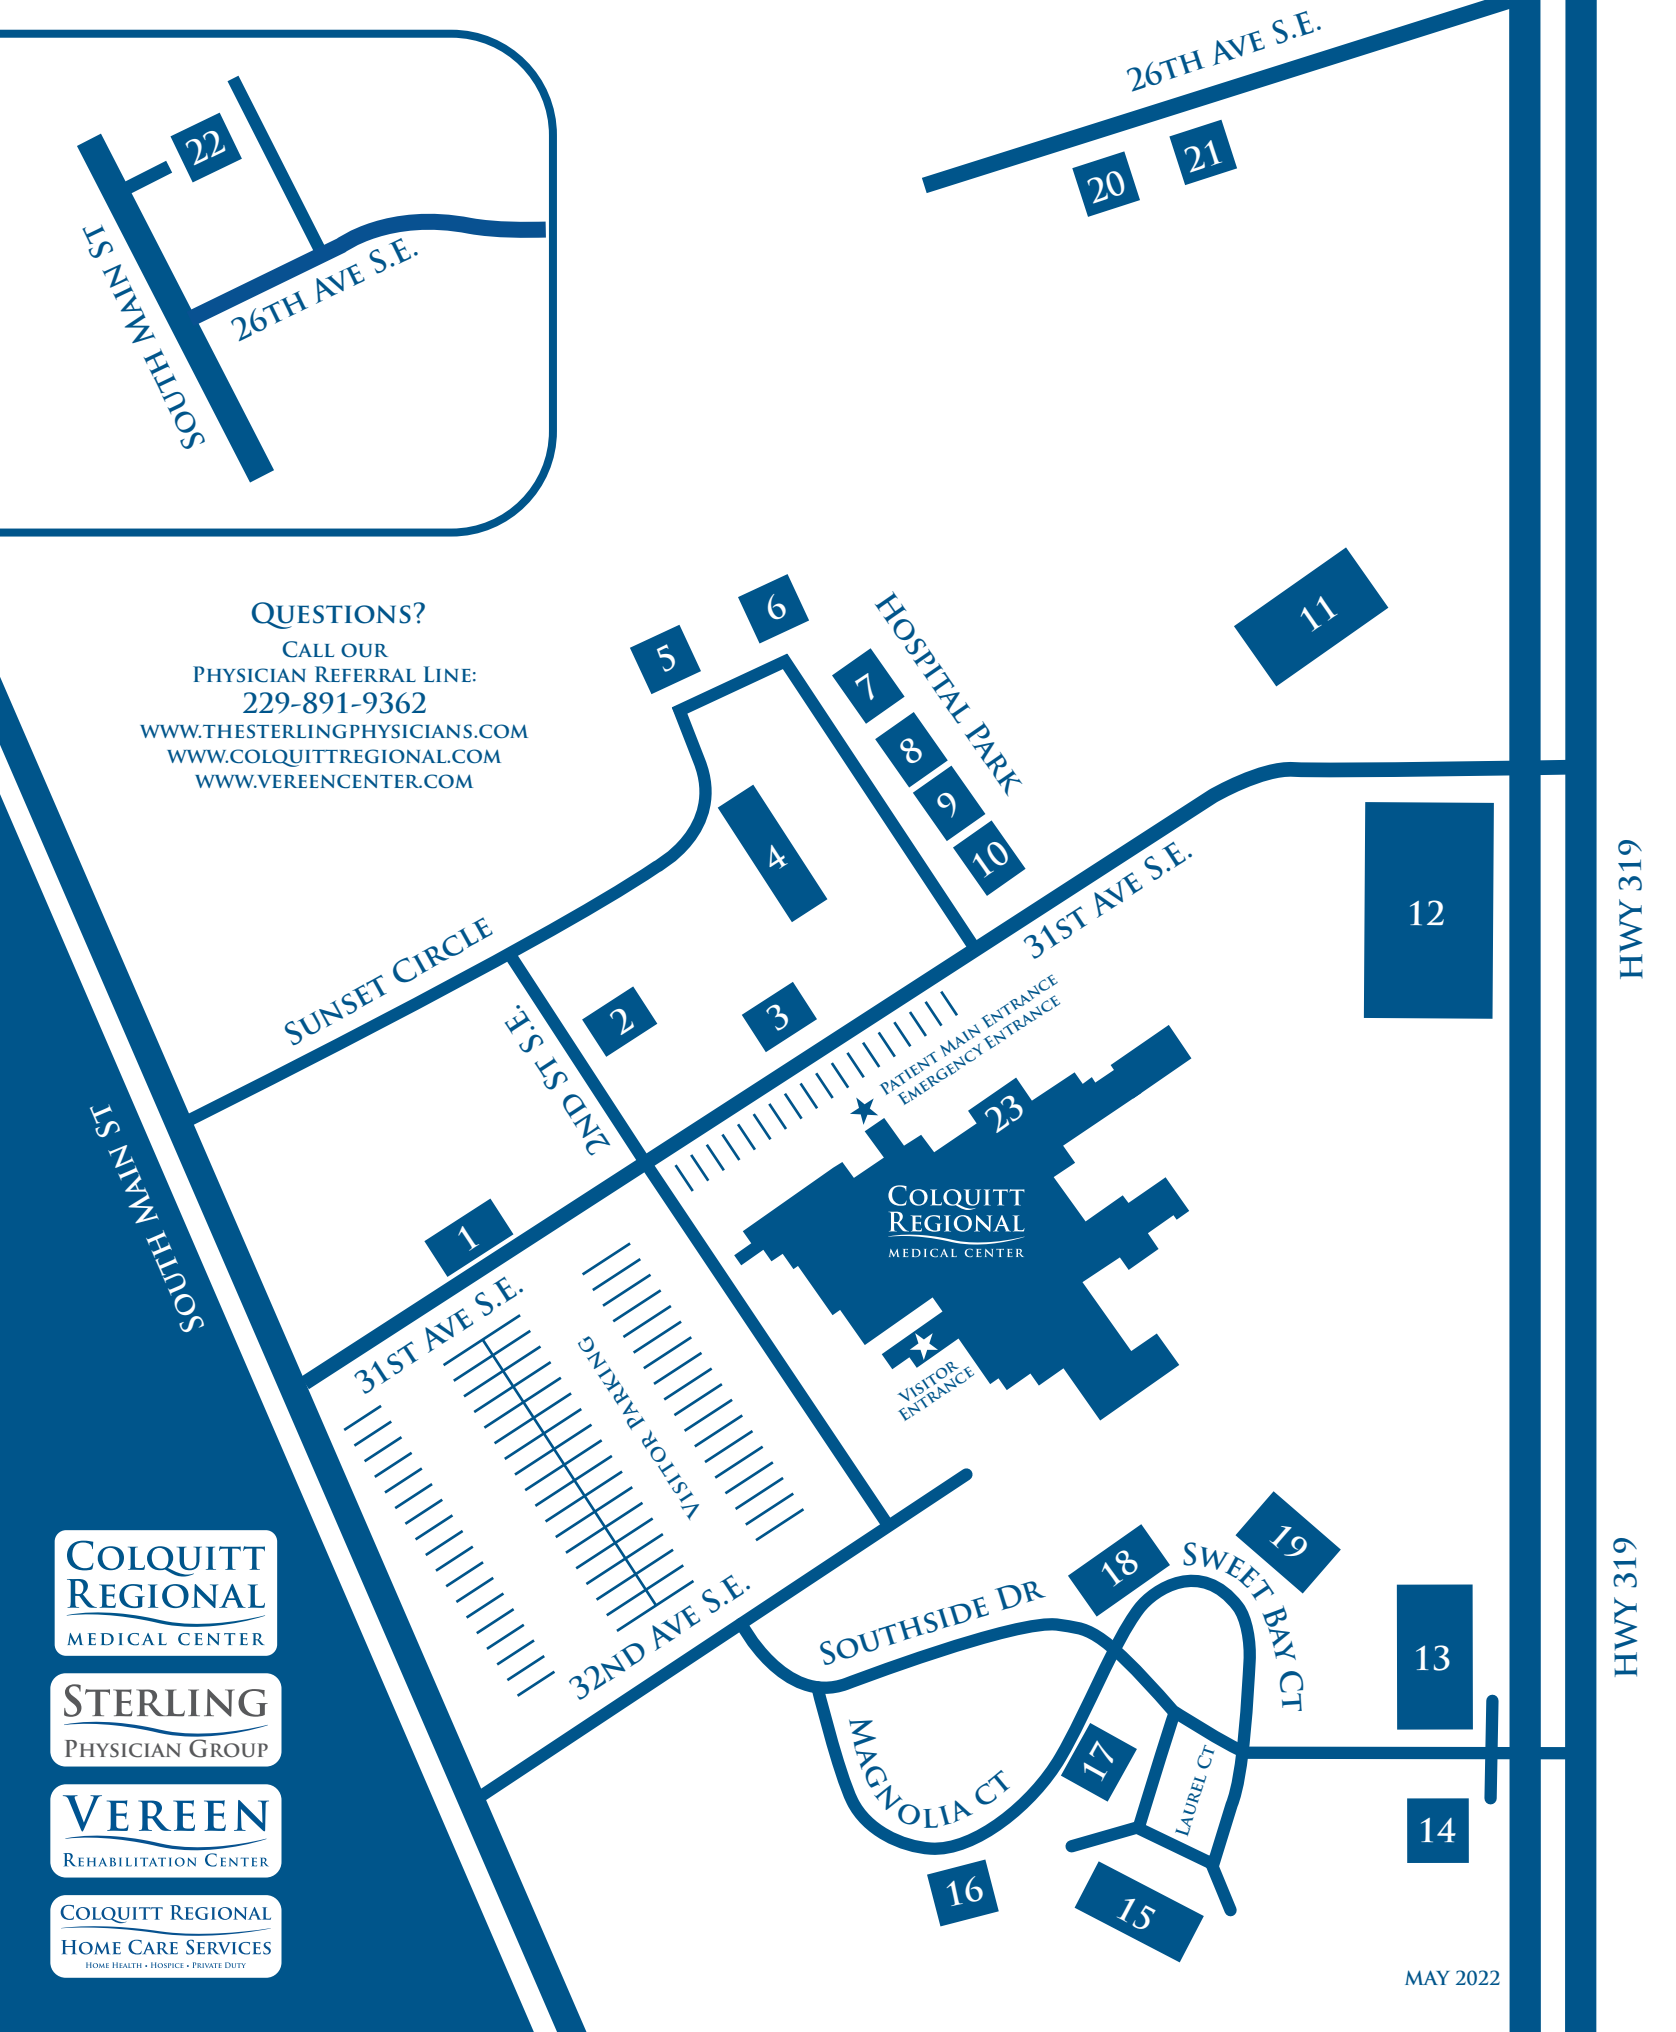 26TH AVE S.E.
20
21
22
SOUTH MAIN ST
26TH AVE S.E.
QUESTIONS?
CALL OUR
PHYSICIAN REFERRAL LINE:
229-891-9362
WWW.THESTERLINGPHYSICIANS.COM
WWW.COLQUITTREGIONAL.COM
WWW.VEREENCENTER.COM
5
6
7
8
9
10
HOSPITAL PARK
11
4
12
HWY 319
31ST AVE S.E.
SUNSET CIRCLE
2ND ST S.E.
2
3
PATIENT MAIN ENTRANCE
EMERGENCY ENTRANCE
23
COLQUITT
REGIONAL
MEDICAL CENTER
SOUTH MAIN ST
1
31ST AVE S.E.
VISITOR PARKING
VISITOR
ENTRANCE
32ND AVE S.E.
SOUTHSIDE DR
18
SWEET BAY CT
19
13
HWY 319
MAGNOLIA CT
17
LAUREL CT
14
16
15
COLQUITT
REGIONAL
MEDICAL CENTER
STERLING
PHYSICIAN GROUP
VEREEN
REHABILITATION CENTER
COLQUITT REGIONAL
HOME CARE SERVICES
HOME HEALTH • HOSPICE • PRIVATE DUTY
MAY 2022